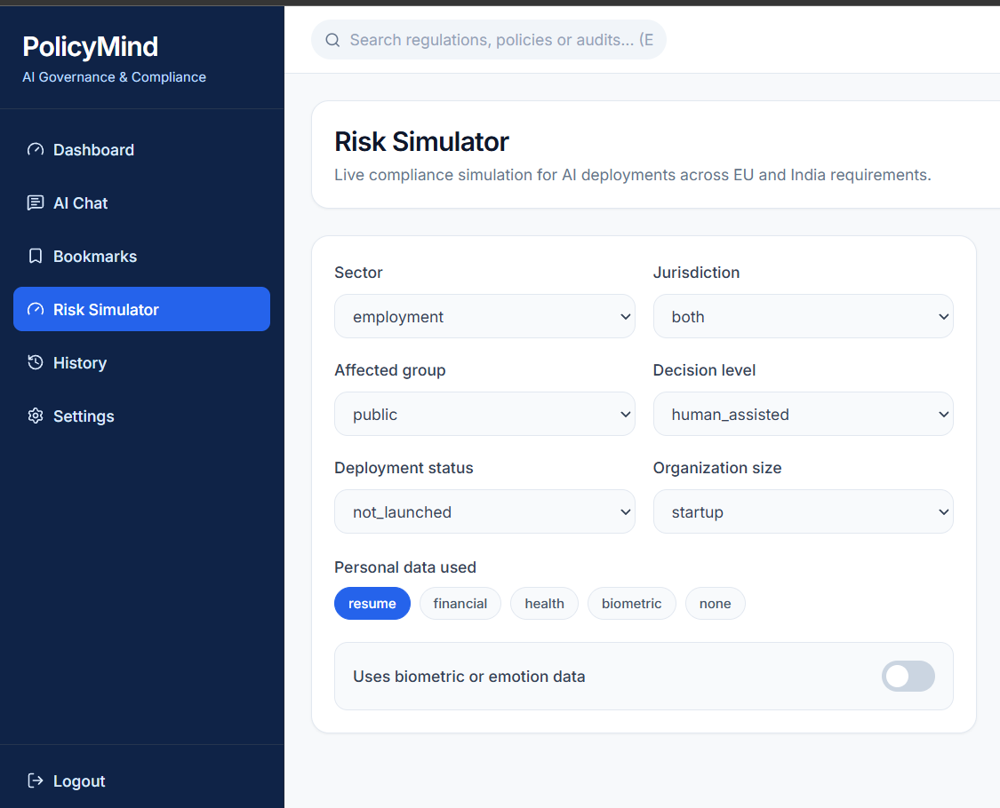 PolicyMind
AI Governance & Compliance
Dashboard
AI Chat
Bookmarks
Risk Simulator
History
Settings
Logout
Search regulations, policies or audits... (E
Risk Simulator
Live compliance simulation for AI deployments across EU and India requirements.
Sector Jurisdiction
employment both
Affected group Decision level
public human_assisted
Deployment status Organization size
not_launched startup
Personal data used
resume financial health biometric none
Uses biometric or emotion data